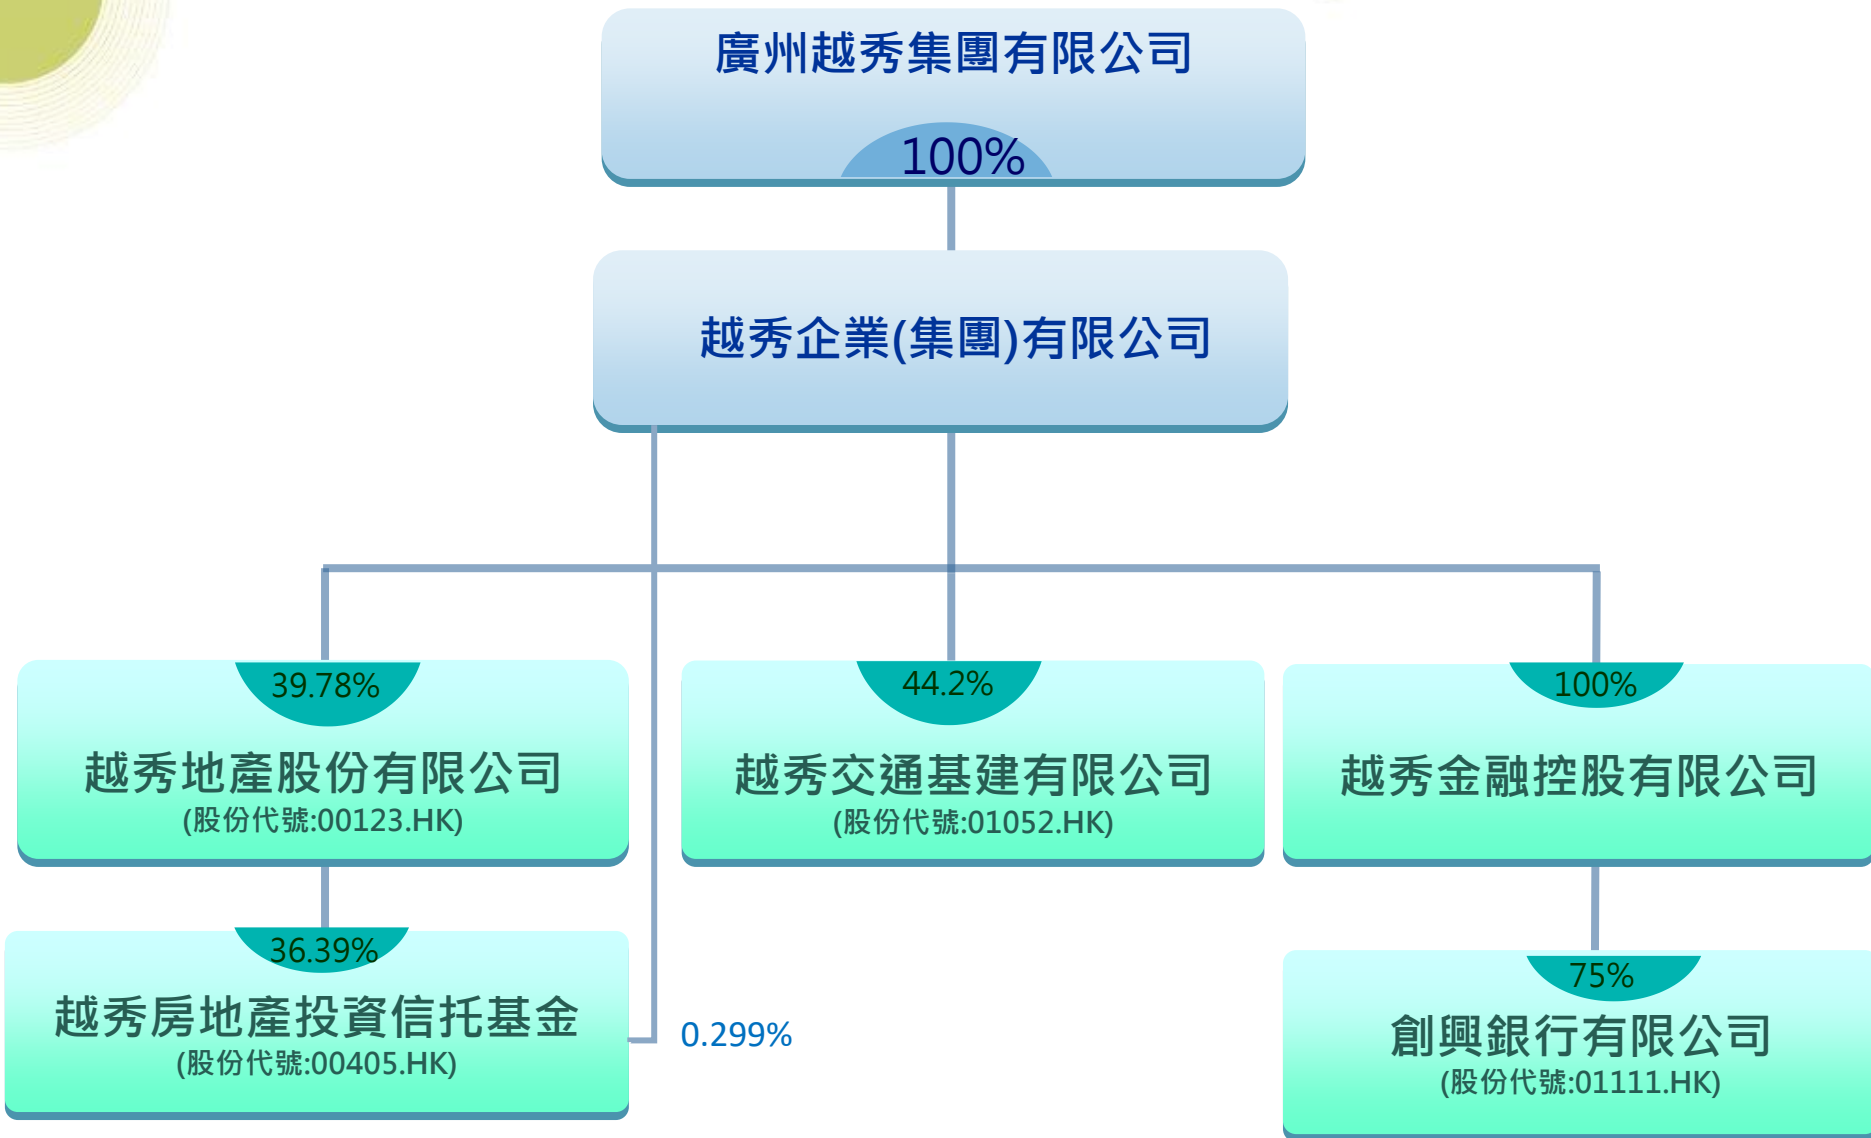 廣州越秀集團有限公司
100%
越秀企業(集團)有限公司
39.78%
越秀地產股份有限公司
(股份代號:00123.HK)
44.2%
越秀交通基建有限公司
(股份代號:01052.HK)
100%
越秀金融控股有限公司
36.39%
越秀房地產投資信托基金
(股份代號:00405.HK)
0.299%
75%
創興銀行有限公司
(股份代號:01111.HK)